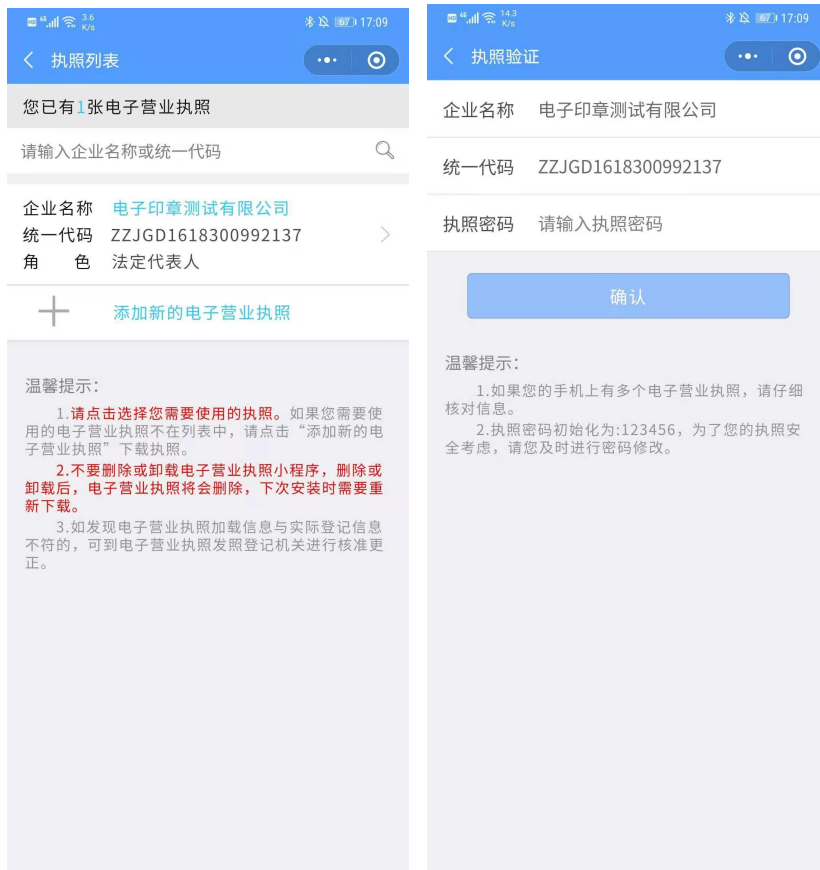 HD 4G 3.6 K/s 67 17:09
执照列表
您已有1张电子营业执照
请输入企业名称或统一代码
企业名称 电子印章测试有限公司
统一代码 ZZJGD1618300992137
角 色 法定代表人
添加新的电子营业执照
温馨提示：
1.请点击选择您需要使用的执照。如果您需要使
用的电子营业执照不在列表中，请点击“添加新的电
子营业执照”下载执照。
2.不要删除或卸载电子营业执照小程序，删除或
卸载后，电子营业执照将会删除，下次安装时需要重
新下载。
3.如发现电子营业执照加载信息与实际登记信息
不符的，可到电子营业执照发照登记机关进行核准更
正。
HD 4G 14.3 K/s 67 17:09
执照验证
企业名称 电子印章测试有限公司
统一代码 ZZJGD1618300992137
执照密码 请输入执照密码
确认
温馨提示：
1.如果您的手机上有多个电子营业执照，请仔细
核对信息。
2.执照密码初始化为:123456，为了您的执照安
全考虑，请您及时进行密码修改。